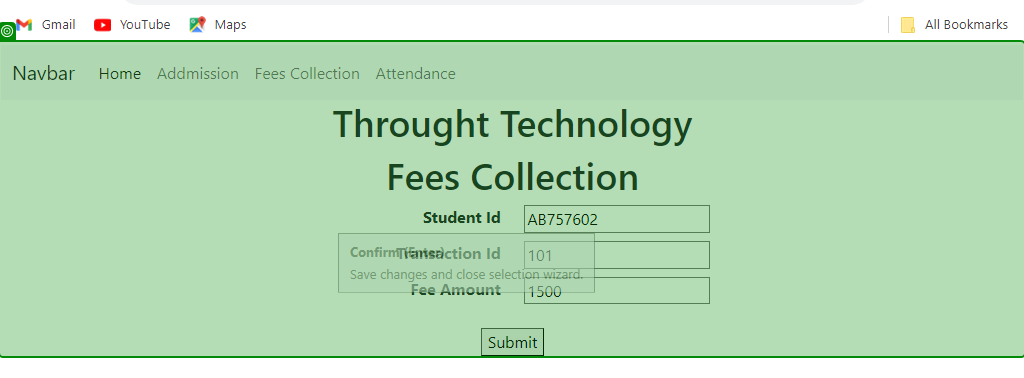 Gmail YouTube Maps All Bookmarks
Navbar Home Addmission Fees Collection Attendance
Throught Technology
Fees Collection
Student Id AB757602
Confirm (Enter)
Transaction Id 101
Save changes and close selection wizard.
Fee Amount 1500
Submit